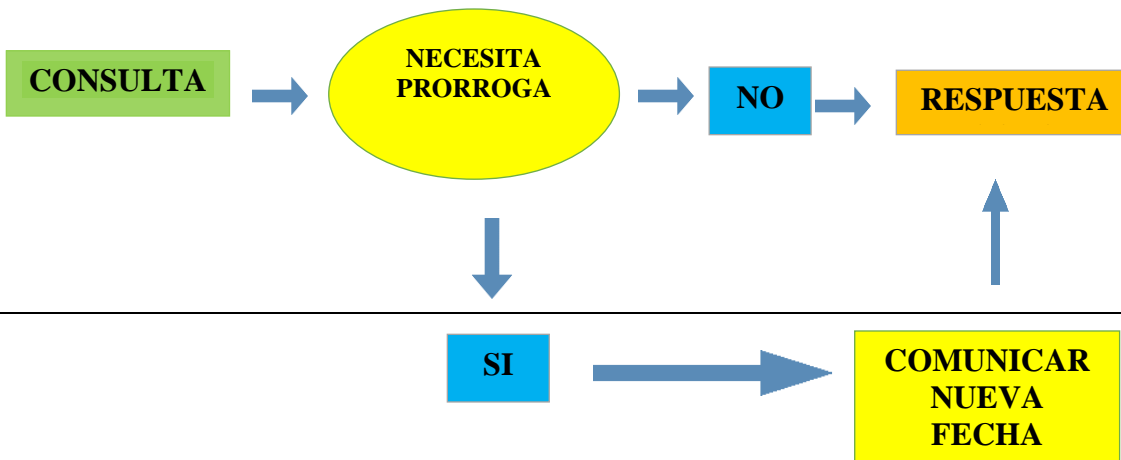 CONSULTA
NECESITA
PRORROGA
NO
RESPUESTA
SI
COMUNICAR
NUEVA
FECHA